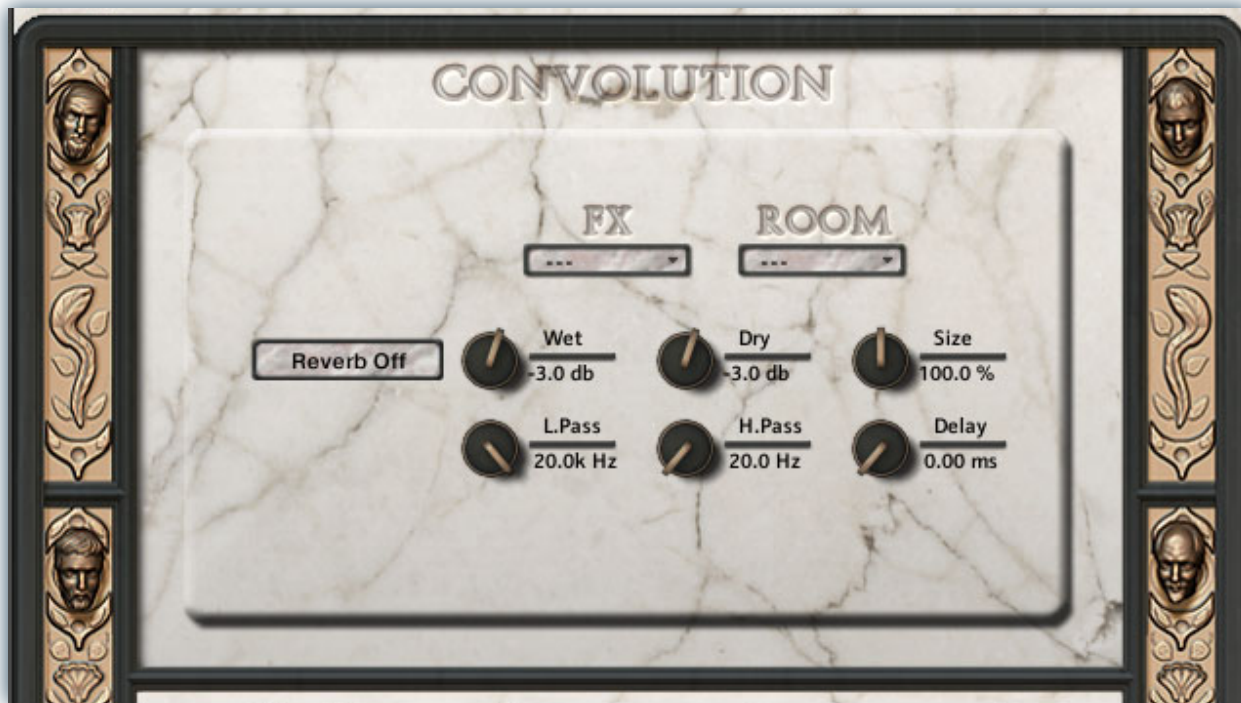 CONVOLUTION
FX ROOM
--- ---
Reverb Off
Wet Dry Size
-3.0 db -3.0 db 100.0 %
L.Pass H.Pass Delay
20.0k Hz 20.0 Hz 0.00 ms